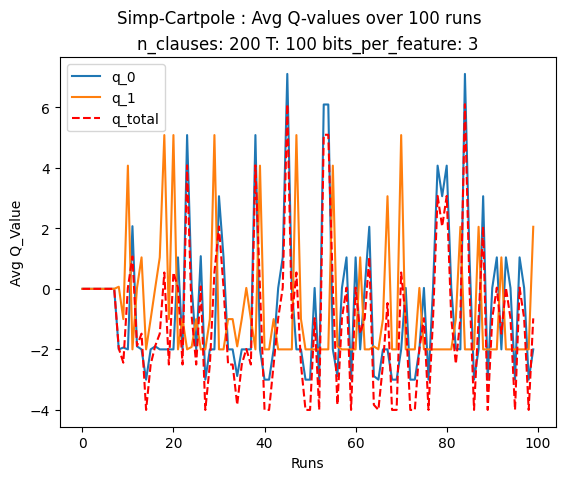 Simp-Cartpole : Avg Q-values over 100 runs
n_clauses: 200 T: 100 bits_per_feature: 3
q_0
q_1
q_total
Avg Q_Value
6
4
2
0
−2
−4
0
20
40
60
80
100
Runs